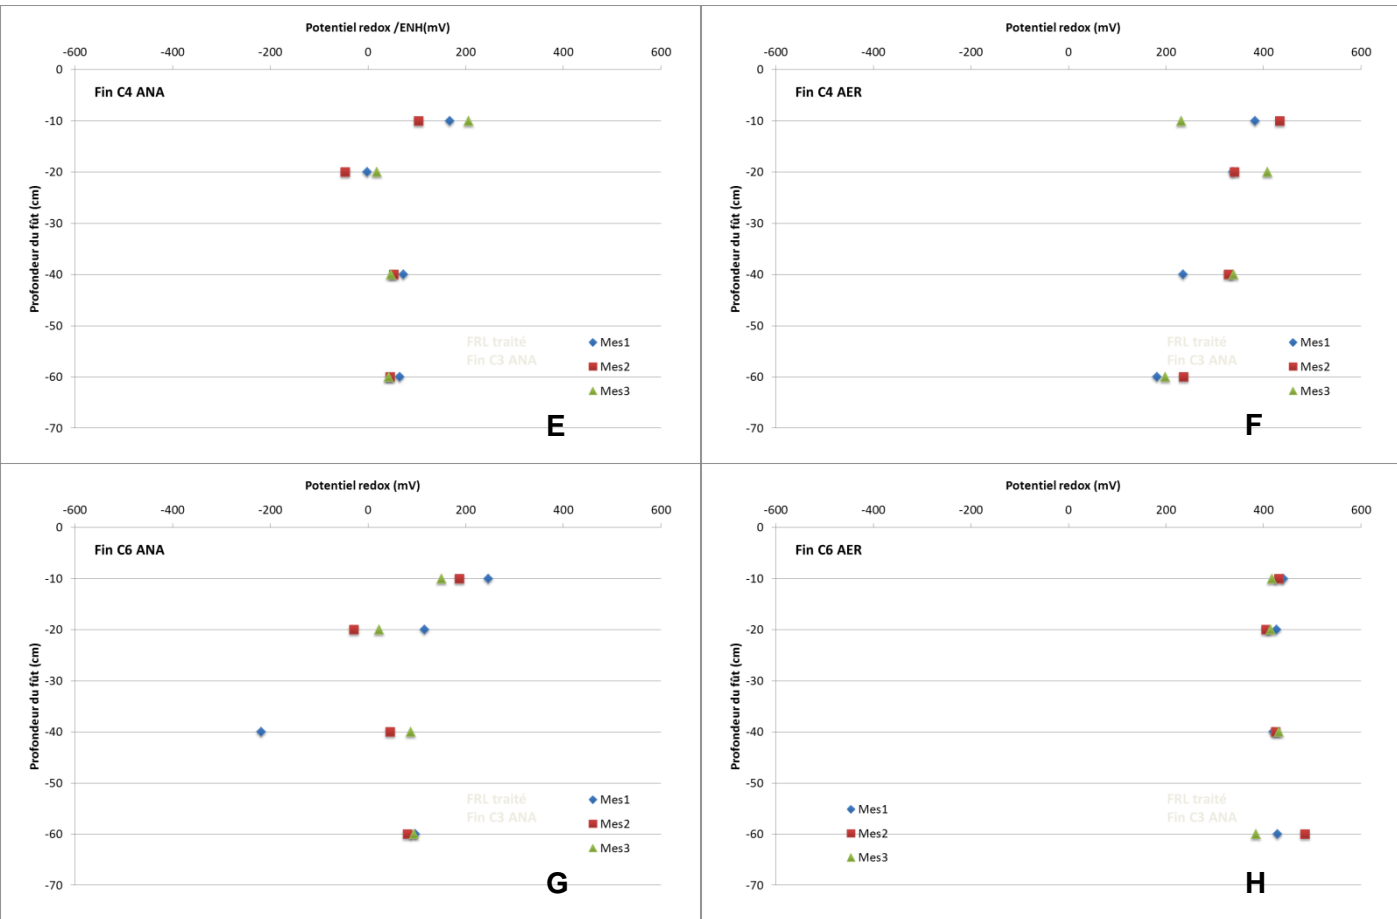 Potentiel redox /ENH(mV)
-600 -400 -200 0 200 400 600
0
Fin C4 ANA
-10
-20
-30
-40
-50
-60
-70
Profondeur du fût (cm)
FRL traité
Fin C3 ANA
Mes1
Mes2
Mes3
E
Potentiel redox (mV)
-600 -400 -200 0 200 400 600
0
Fin C4 AER
-10
-20
-30
-40
-50
-60
-70
Profondeur du fût (cm)
FRL traité
Fin C3 ANA
Mes1
Mes2
Mes3
F
Potentiel redox (mV)
-600 -400 -200 0 200 400 600
0
Fin C6 ANA
-10
-20
-30
-40
-50
-60
-70
Profondeur du fût (cm)
FRL traité
Fin C3 ANA
Mes1
Mes2
Mes3
G
Potentiel redox (mV)
-600 -400 -200 0 200 400 600
0
Fin C6 AER
-10
-20
-30
-40
-50
-60
-70
Profondeur du fût (cm)
FRL traité
Fin C3 ANA
Mes1
Mes2
Mes3
H